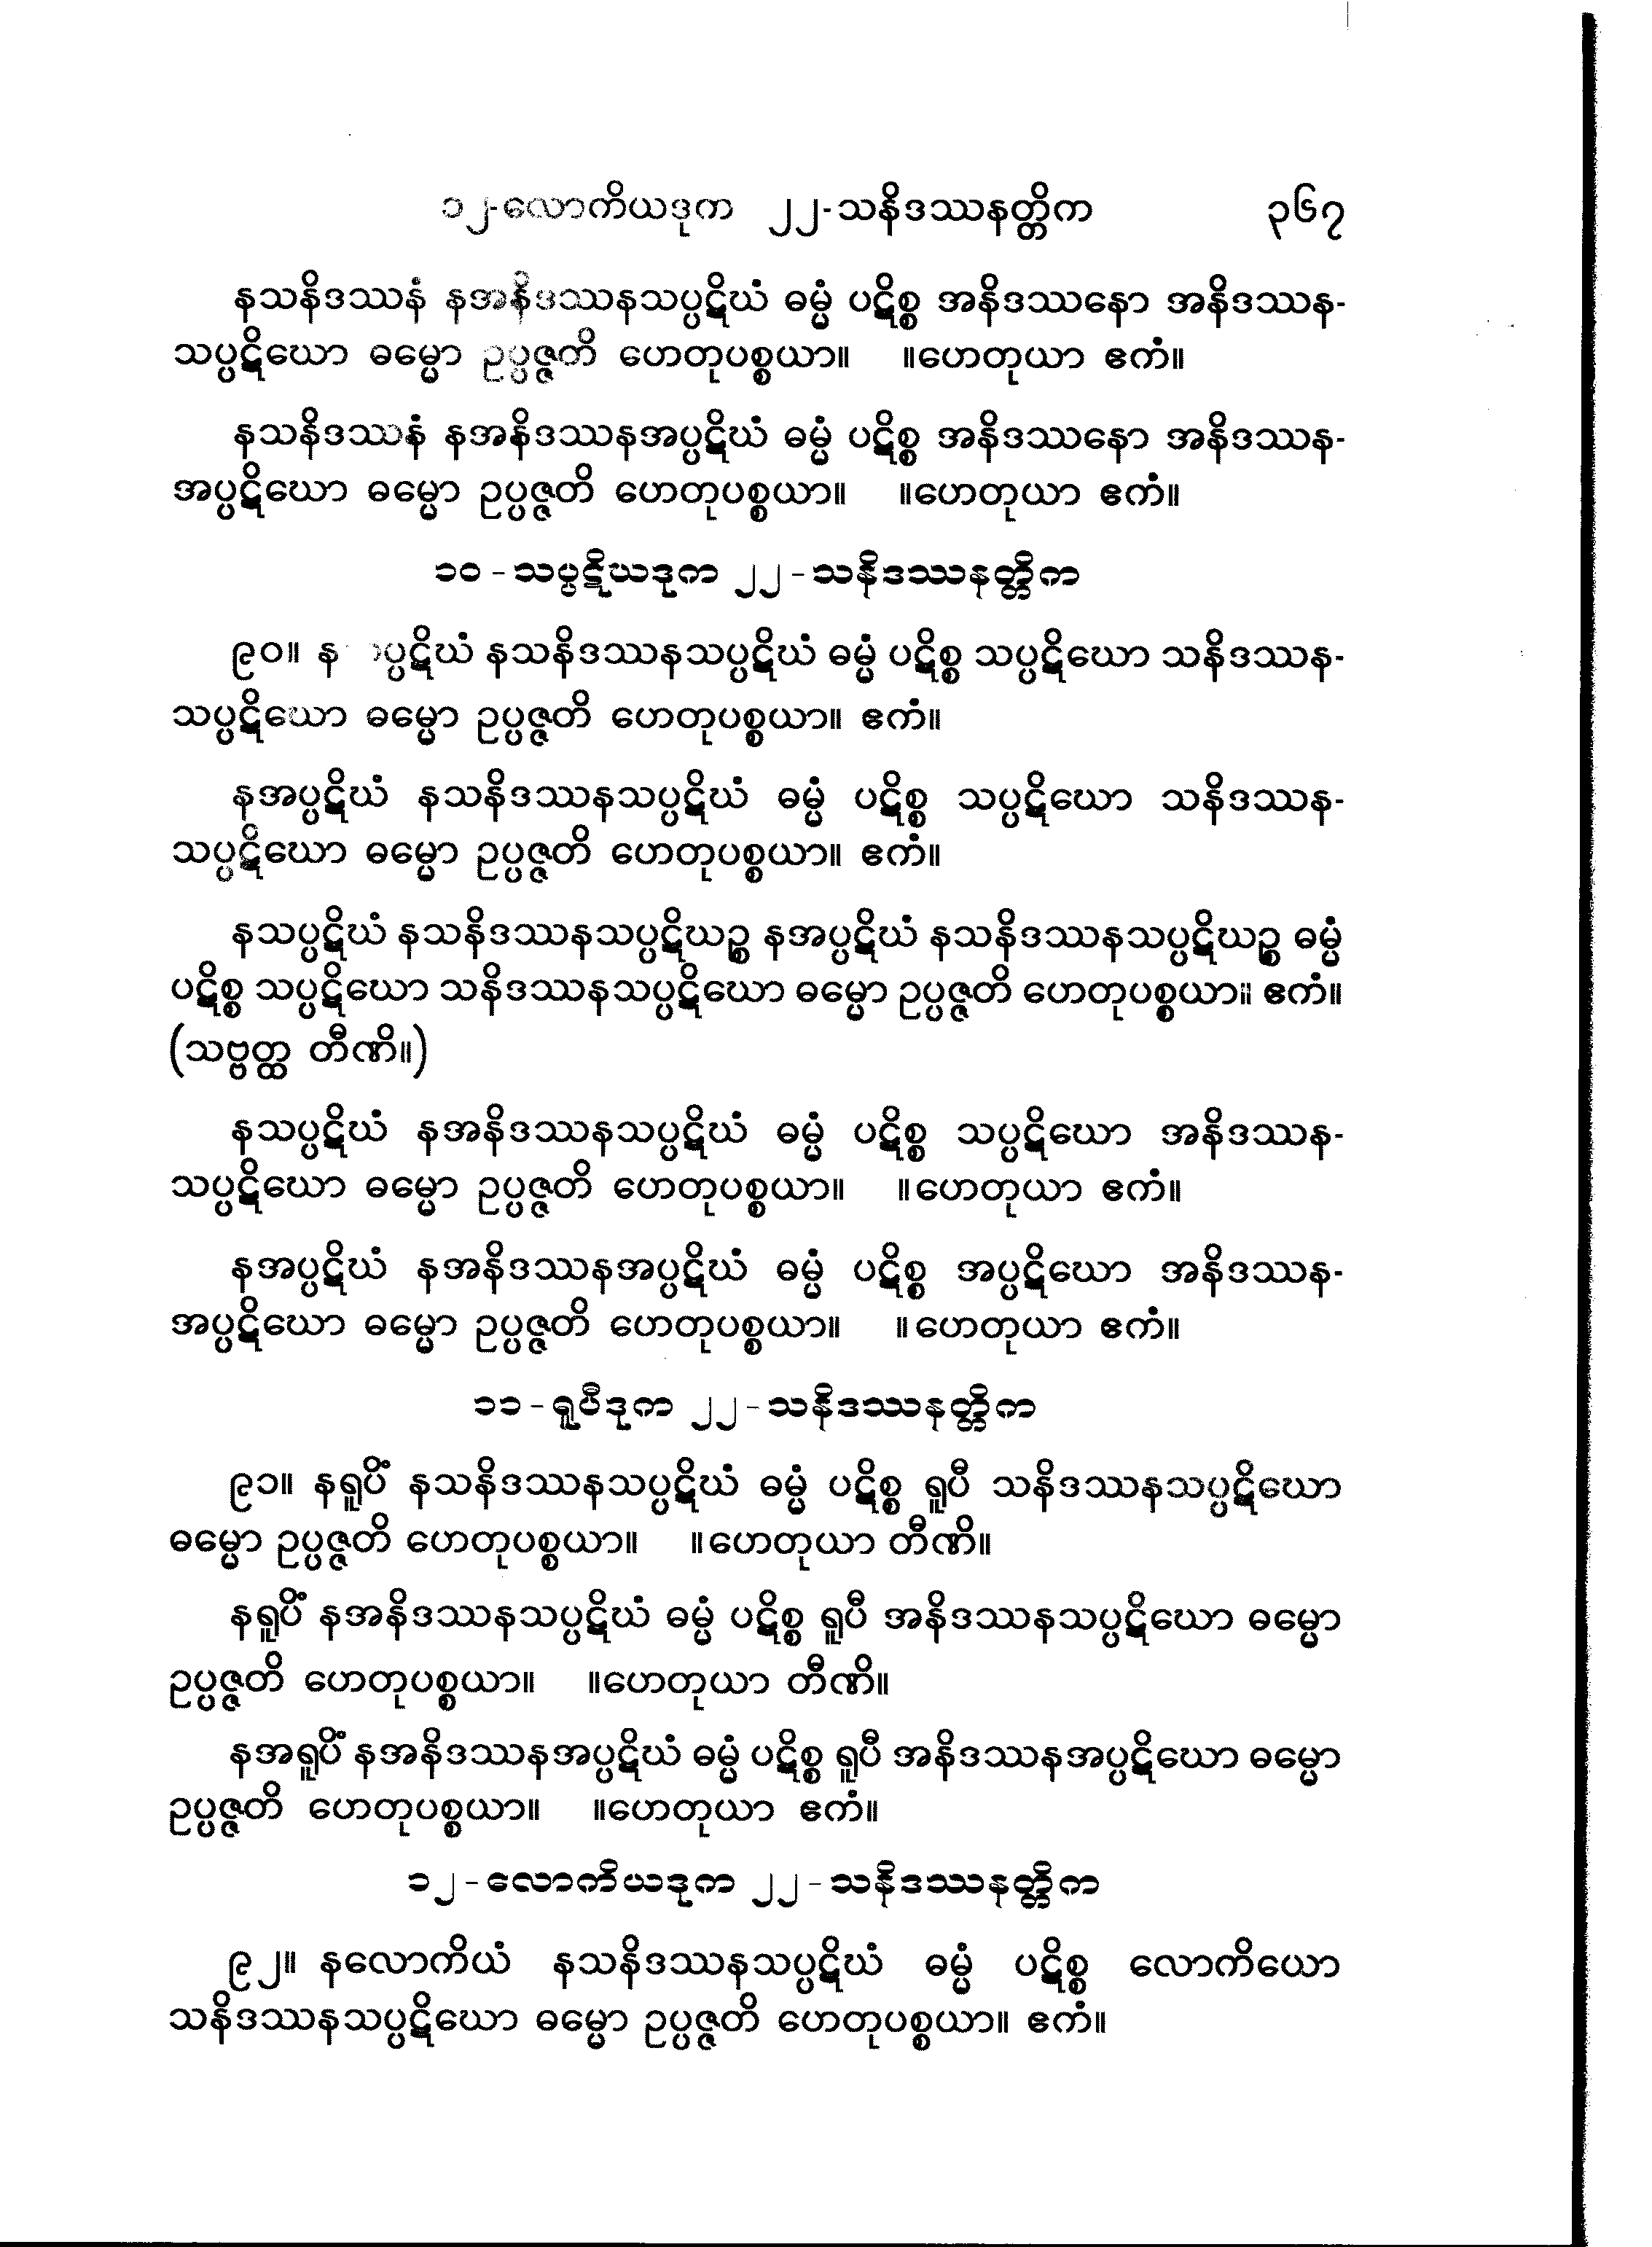 ၁၂-လောကိယဒုက ၂၂-သနိဒဿနတ္တိက ၃၆၇
နသနိဒဿနံ နအနိဒဿနသပ္ပဋိဃံ ဓမ္မံ ပဋိစ္စ အနိဒဿနော အနိဒဿန-
သပ္ပဋိဃော ဓမ္မော ဥပ္ပဇ္ဇတိ ဟေတုပစ္စယာ။ ။ဟေတုယာ ဧကံ။
နသနိဒဿနံ နအနိဒဿနအပ္ပဋိဃံ ဓမ္မံ ပဋိစ္စ အနိဒဿနော အနိဒဿန-
အပ္ပဋိဃော ဓမ္မော ဥပ္ပဇ္ဇတိ ဟေတုပစ္စယာ။ ။ဟေတုယာ ဧကံ။
၁၀ - သပ္ပဋိဃဒုက ၂၂ - သနိဒဿနတ္တိက
၉၀။ နသပ္ပဋိဃံ နသနိဒဿနသပ္ပဋိဃံ ဓမ္မံ ပဋိစ္စ သပ္ပဋိဃော သနိဒဿန-
သပ္ပဋိဃော ဓမ္မော ဥပ္ပဇ္ဇတိ ဟေတုပစ္စယာ။ ဧကံ။
နအပ္ပဋိဃံ နသနိဒဿနသပ္ပဋိဃံ ဓမ္မံ ပဋိစ္စ သပ္ပဋိဃော သနိဒဿန-
သပ္ပဋိဃော ဓမ္မော ဥပ္ပဇ္ဇတိ ဟေတုပစ္စယာ။ ဧကံ။
နသပ္ပဋိဃံ နသနိဒဿနသပ္ပဋိဃဉ္စ နအပ္ပဋိဃံ နသနိဒဿနသပ္ပဋိဃဉ္စ ဓမ္မံ
ပဋိစ္စ သပ္ပဋိဃော သနိဒဿနသပ္ပဋိဃော ဓမ္မော ဥပ္ပဇ္ဇတိ ဟေတုပစ္စယာ။ ဧကံ။
(သဗ္ဗတ္ထ တီဏိ။)
နသပ္ပဋိဃံ နအနိဒဿနသပ္ပဋိဃံ ဓမ္မံ ပဋိစ္စ သပ္ပဋိဃော အနိဒဿန-
သပ္ပဋိဃော ဓမ္မော ဥပ္ပဇ္ဇတိ ဟေတုပစ္စယာ။ ။ဟေတုယာ ဧကံ။
နအပ္ပဋိဃံ နအနိဒဿနအပ္ပဋိဃံ ဓမ္မံ ပဋိစ္စ အပ္ပဋိဃော အနိဒဿန-
အပ္ပဋိဃော ဓမ္မော ဥပ္ပဇ္ဇတိ ဟေတုပစ္စယာ။ ။ဟေတုယာ ဧကံ။
၁၁ - ရူပီဒုက ၂၂ - သနိဒဿနတ္တိက
၉၁။ နရူပိံ နသနိဒဿနသပ္ပဋိဃံ ဓမ္မံ ပဋိစ္စ ရူပီ သနိဒဿနသပ္ပဋိဃော
ဓမ္မော ဥပ္ပဇ္ဇတိ ဟေတုပစ္စယာ။ ။ဟေတုယာ တီဏိ။
နရူပိံ နအနိဒဿနသပ္ပဋိဃံ ဓမ္မံ ပဋိစ္စ ရူပီ အနိဒဿနသပ္ပဋိဃော ဓမ္မော
ဥပ္ပဇ္ဇတိ ဟေတုပစ္စယာ။ ။ဟေတုယာ တီဏိ။
နအရူပိံ နအနိဒဿနအပ္ပဋိဃံ ဓမ္မံ ပဋိစ္စ ရူပီ အနိဒဿနအပ္ပဋိဃော ဓမ္မော
ဥပ္ပဇ္ဇတိ ဟေတုပစ္စယာ။ ။ဟေတုယာ ဧကံ။
၁၂ - လောကိယဒုက ၂၂ - သနိဒဿနတ္တိက
၉၂။ နလောကိယံ နသနိဒဿနသပ္ပဋိဃံ ဓမ္မံ ပဋိစ္စ လောကိယော
သနိဒဿနသပ္ပဋိဃော ဓမ္မော ဥပ္ပဇ္ဇတိ ဟေတုပစ္စယာ။ ဧကံ။